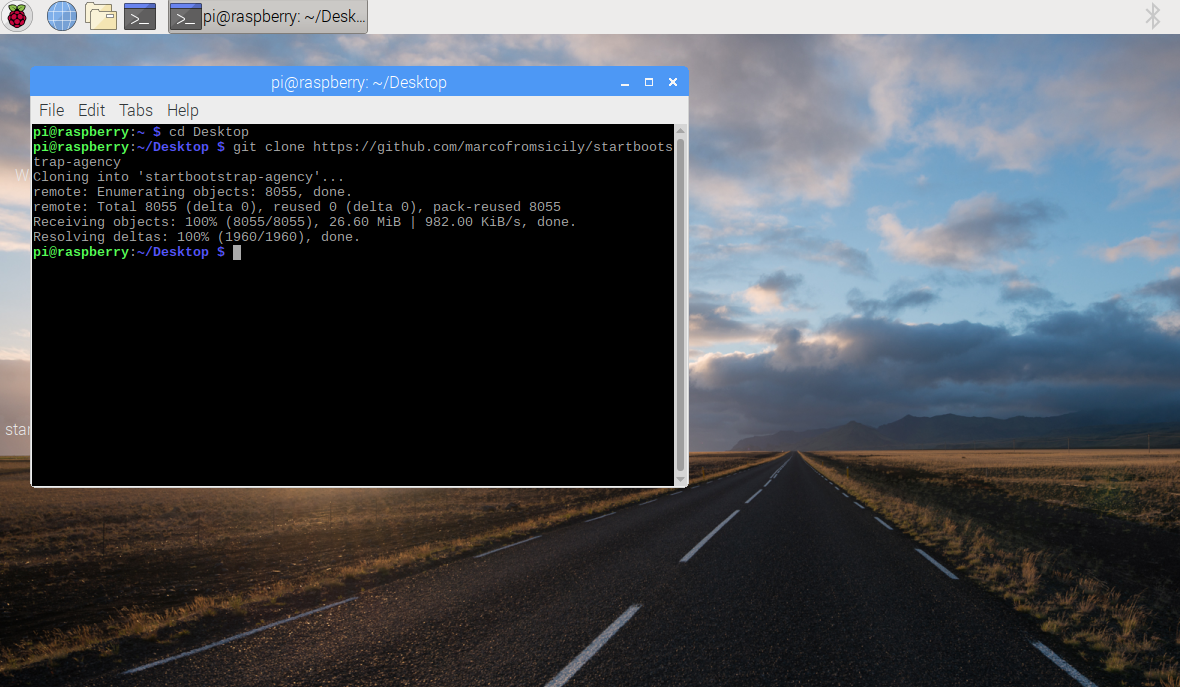 pi@raspberry: ~/Desk...
pi@raspberry: ~/Desktop
File Edit Tabs Help
pi@raspberry:~ $ cd Desktop
pi@raspberry:~/Desktop $ git clone https://github.com/marcofromsicily/startboots
trap-agency
Cloning into 'startbootstrap-agency'...
remote: Enumerating objects: 8055, done.
remote: Total 8055 (delta 0), reused 0 (delta 0), pack-reused 8055
Receiving objects: 100% (8055/8055), 26.60 MiB | 982.00 KiB/s, done.
Resolving deltas: 100% (1960/1960), done.
pi@raspberry:~/Desktop $